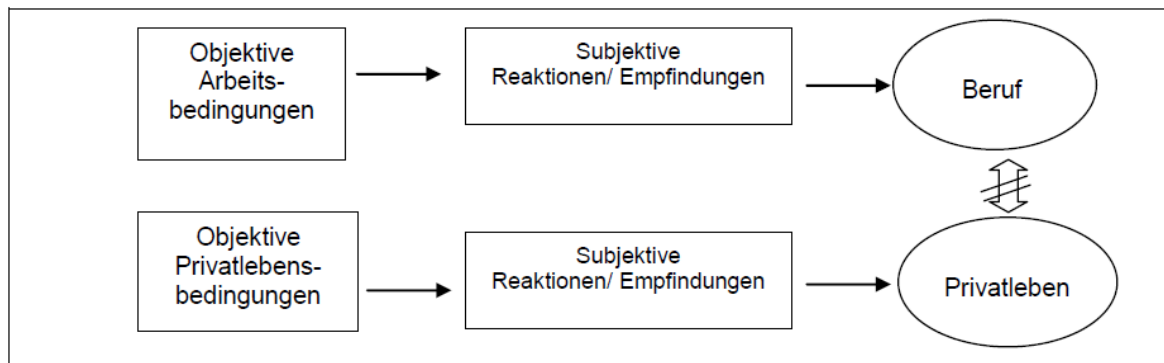 Objektive
Arbeits-
bedingungen
Subjektive
Reaktionen/ Empfindungen
Beruf
Objektive
Privatlebens-
bedingungen
Subjektive
Reaktionen/ Empfindungen
Privatleben